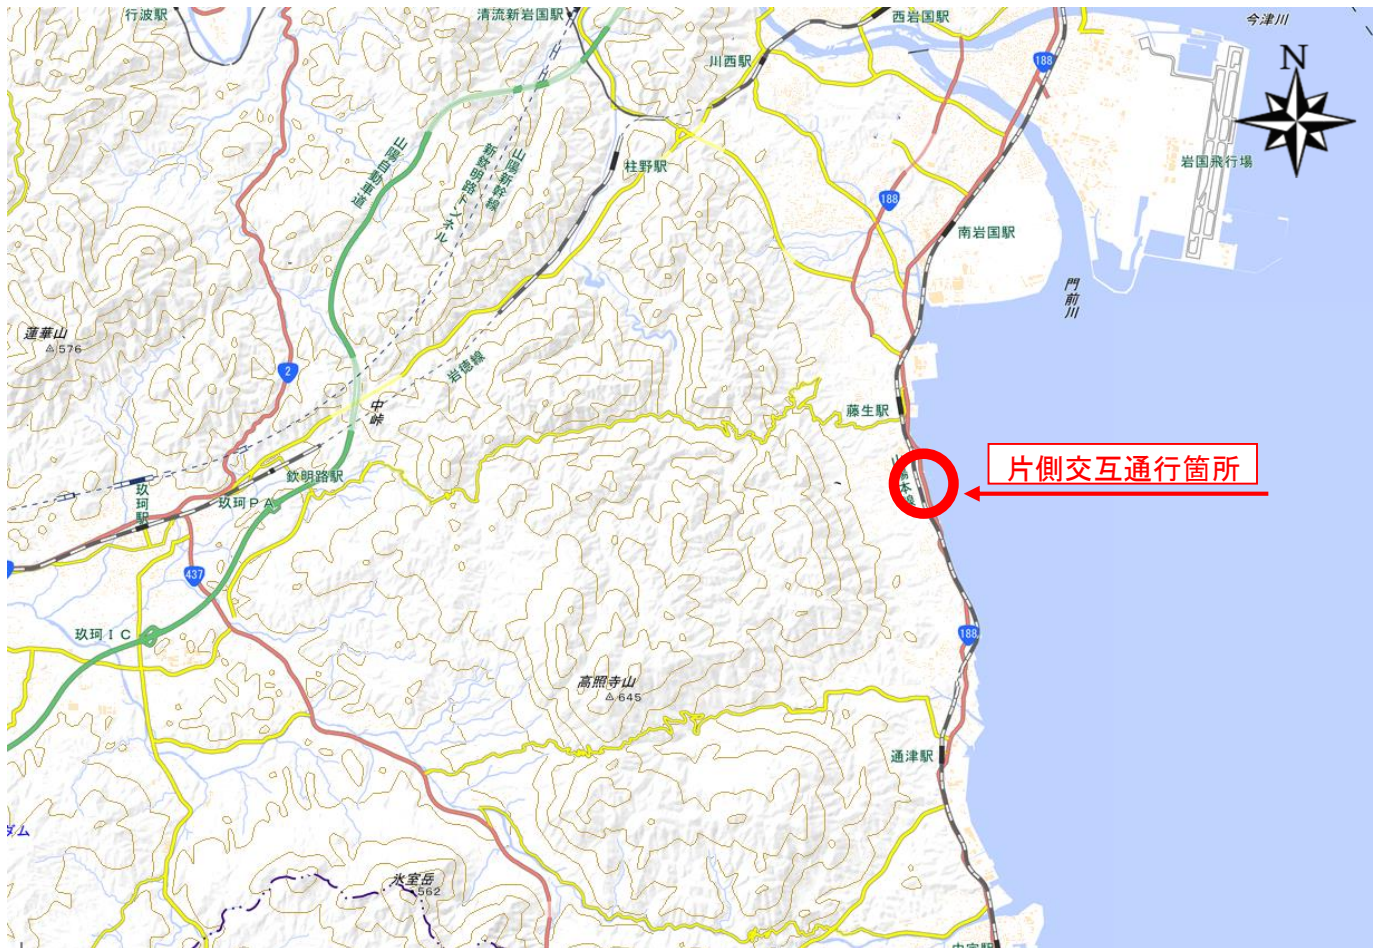 行波駅
清流新岩国駅
西岩国駅
今津川
N
川西駅
188
岩国飛行場
山陽自動車道
山陽新幹線
新欽明路トンネル
柱野駅
188
南岩国駅
門前川
蓮華山
576
2
岩徳線
中峠
藤生駅
片側交互通行箇所
欽明路駅
玖珂駅
玖珂PA
437
玖珂IC
188
高照寺山
645
通津駅
ダム
氷室岳
562